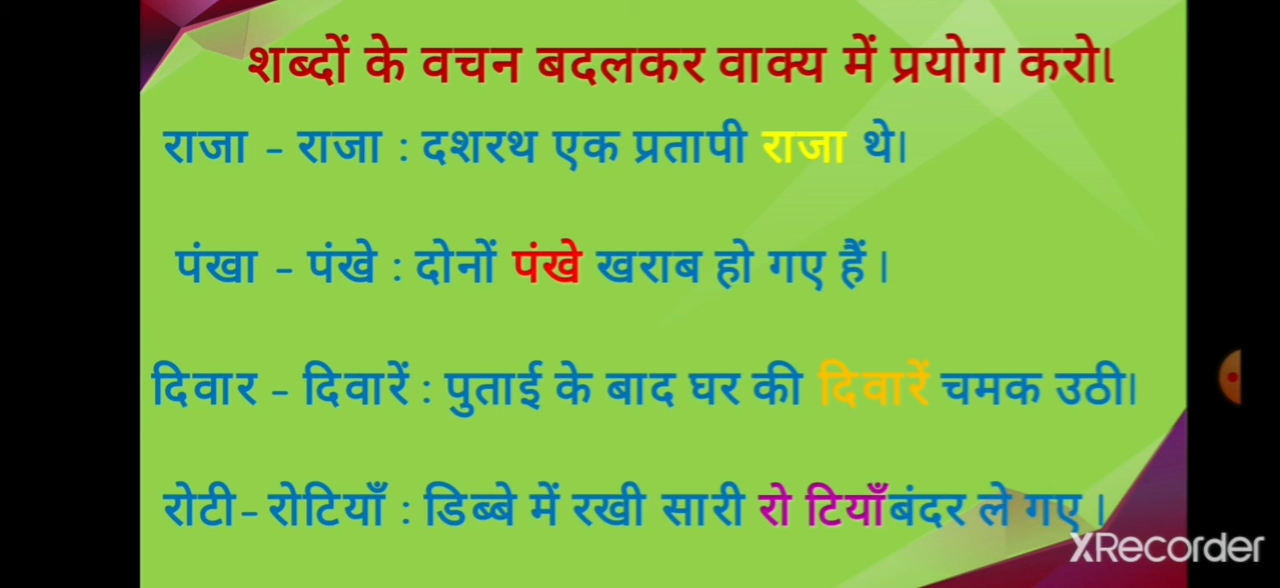 शब्दों के वचन बदलकर वाक्य में प्रयोग करो।
राजा - राजा : दशरथ एक प्रतापी राजा थे।
पंखा - पंखे : दोनों पंखे खराब हो गए हैं ।
दिवार - दिवारें : पुताई के बाद घर की दिवारें चमक उठी।
रोटी- रोटियाँ : डिब्बे में रखी सारी रो टियाँबंदर ले गए ।
XRecorder